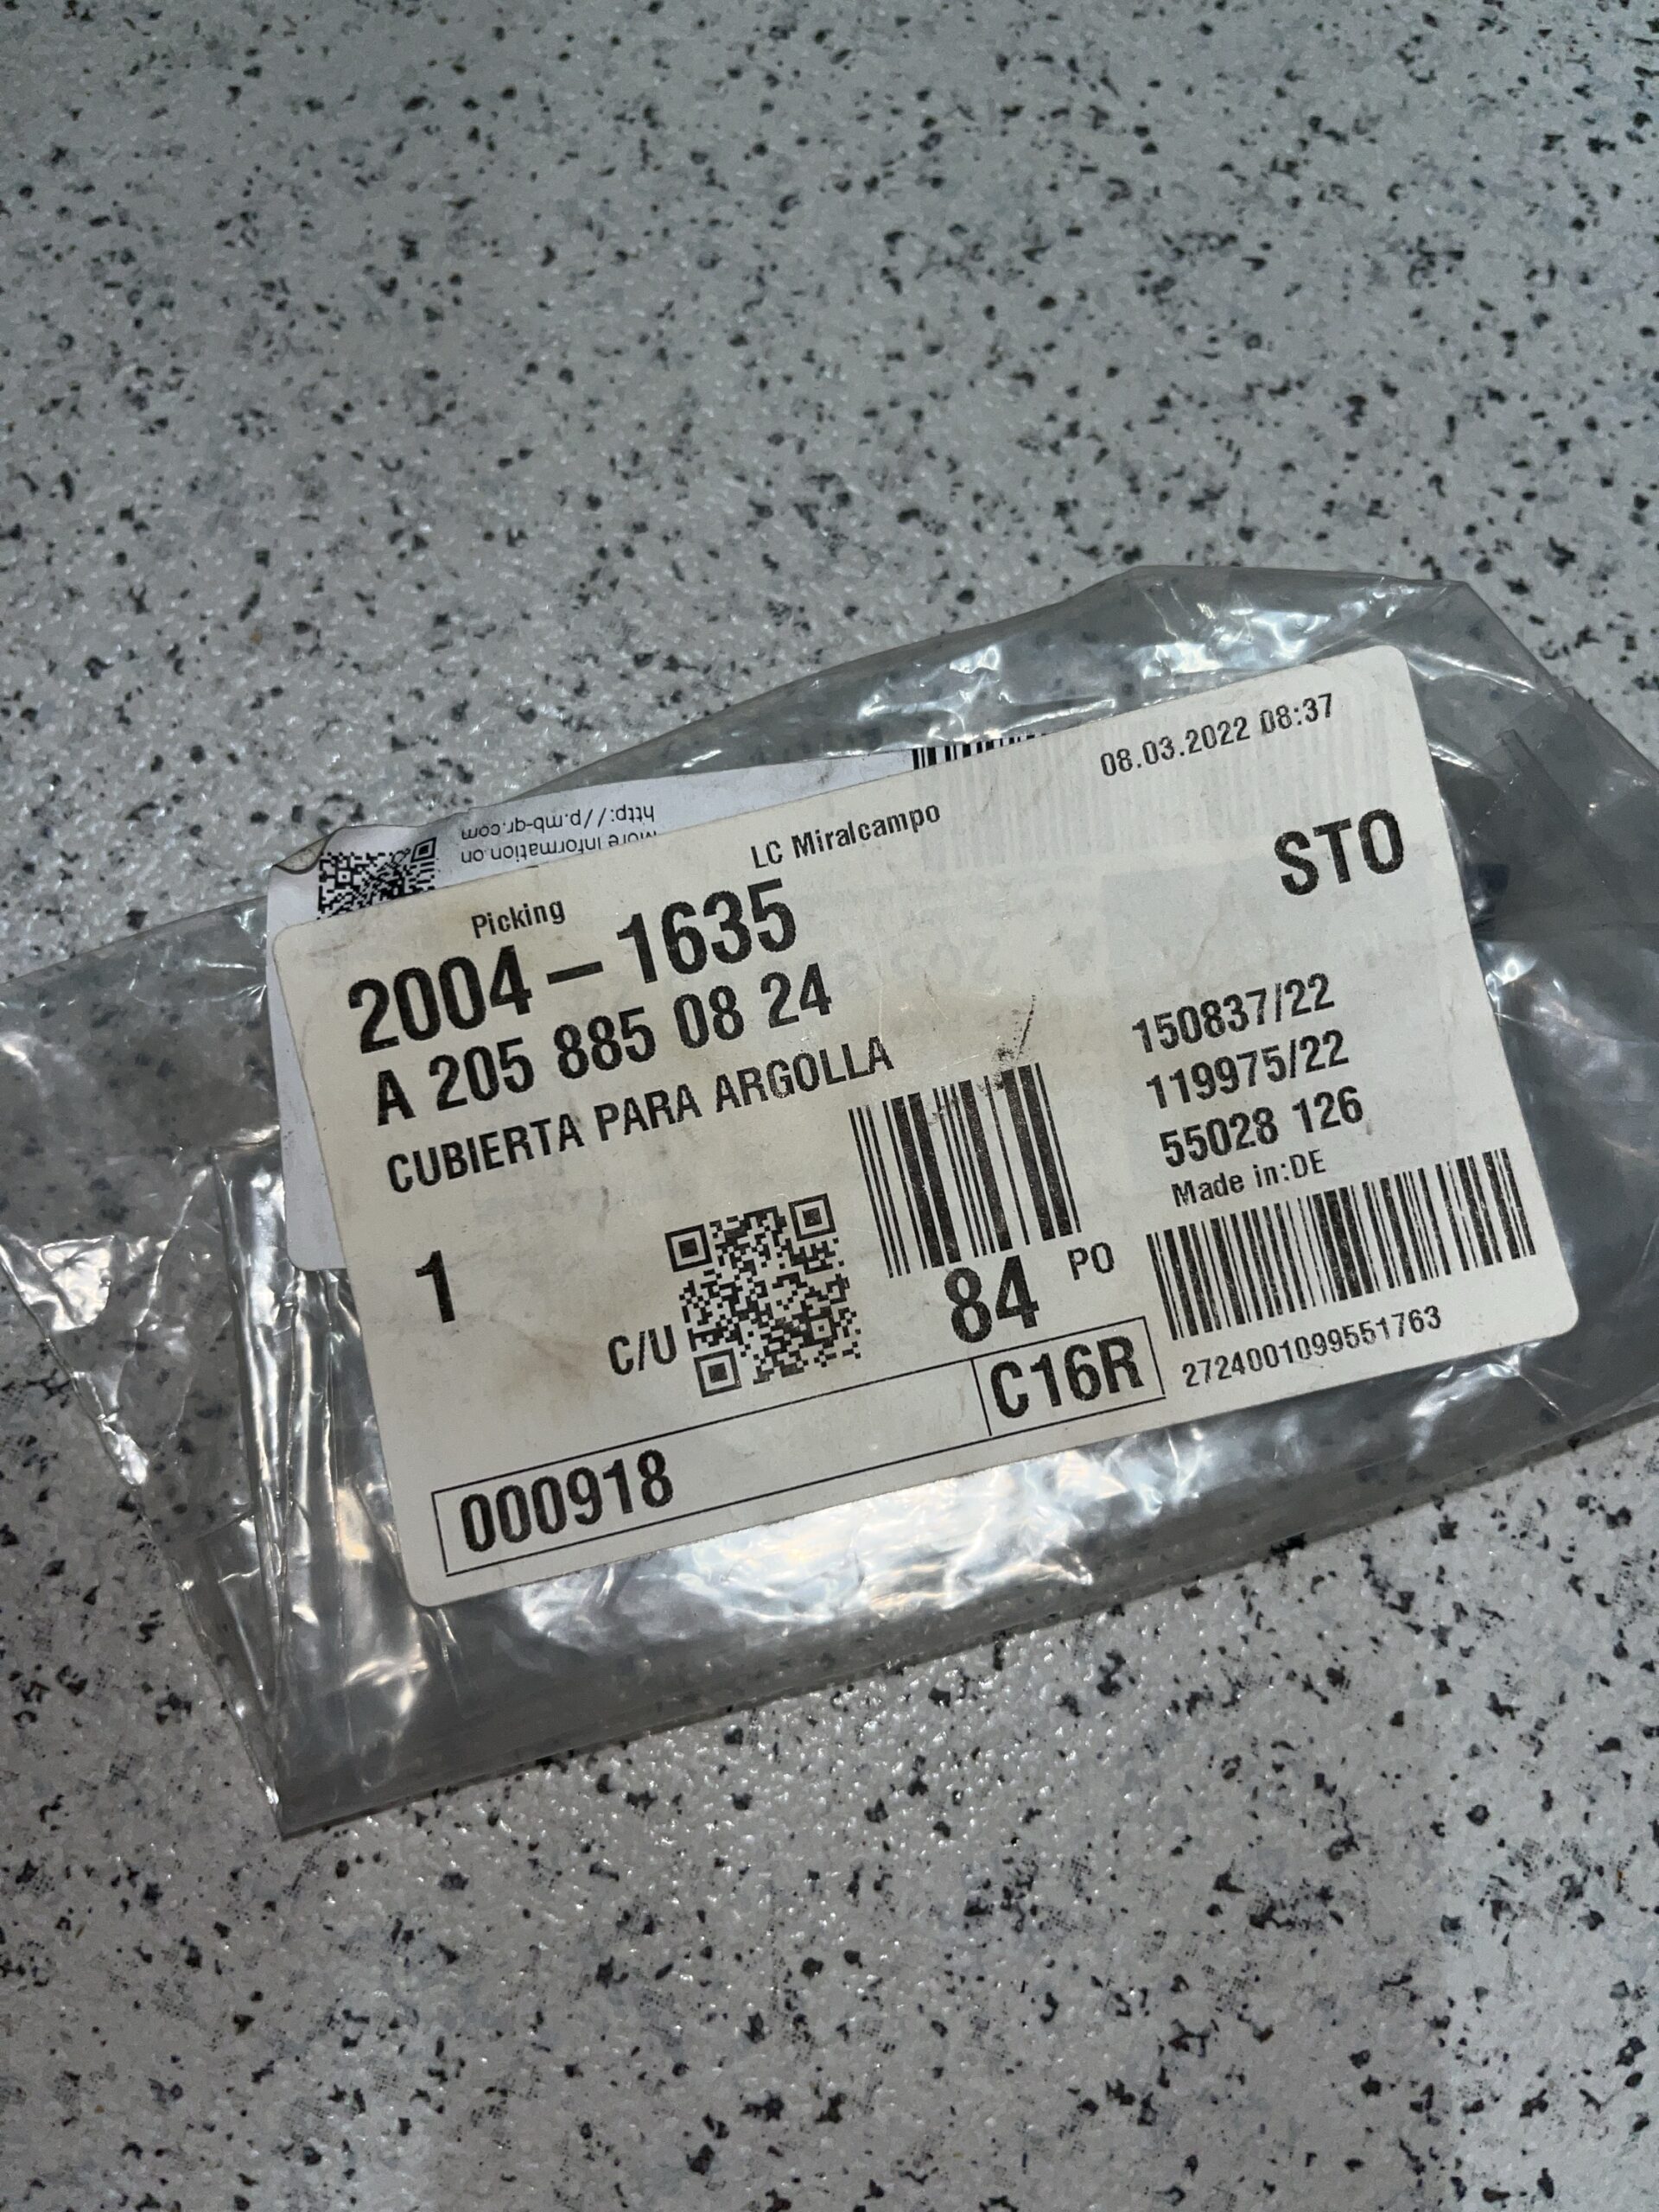 More information on
http://p.mb-qr.com
08.03.2022 08:37
LC Miralcampo
Picking
STO
2004-1635
A 205 885 08 24
CUBIERTA PARA ARGOLLA
150837/22
119975/22
55028 126
Made in:DE
1
C/U
84 PO
2724001099551763
C16R
000918